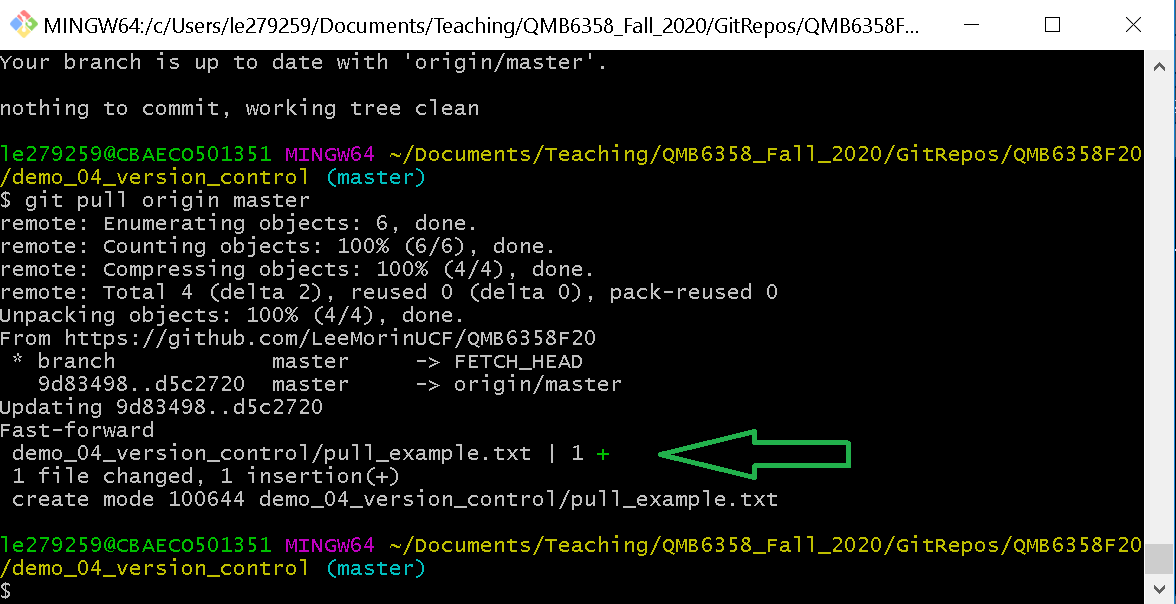 MINGW64:/c/Users/le279259/Documents/Teaching/QMB6358_Fall_2020/GitRepos/QMB6358F...
Your branch is up to date with 'origin/master'.
nothing to commit, working tree clean
le279259@CBAECO501351 MINGW64 ~/Documents/Teaching/QMB6358_Fall_2020/GitRepos/QMB6358F20
/demo_04_version_control (master)
$ git pull origin master
remote: Enumerating objects: 6, done.
remote: Counting objects: 100% (6/6), done.
remote: Compressing objects: 100% (4/4), done.
remote: Total 4 (delta 2), reused 0 (delta 0), pack-reused 0
Unpacking objects: 100% (4/4), done.
From https://github.com/LeeMorinUCF/QMB6358F20
 * branch            master     -> FETCH_HEAD
   9d83498..d5c2720  master     -> origin/master
Updating 9d83498..d5c2720
Fast-forward
 demo_04_version_control/pull_example.txt | 1 +
 1 file changed, 1 insertion(+)
 create mode 100644 demo_04_version_control/pull_example.txt
le279259@CBAECO501351 MINGW64 ~/Documents/Teaching/QMB6358_Fall_2020/GitRepos/QMB6358F20
/demo_04_version_control (master)
$